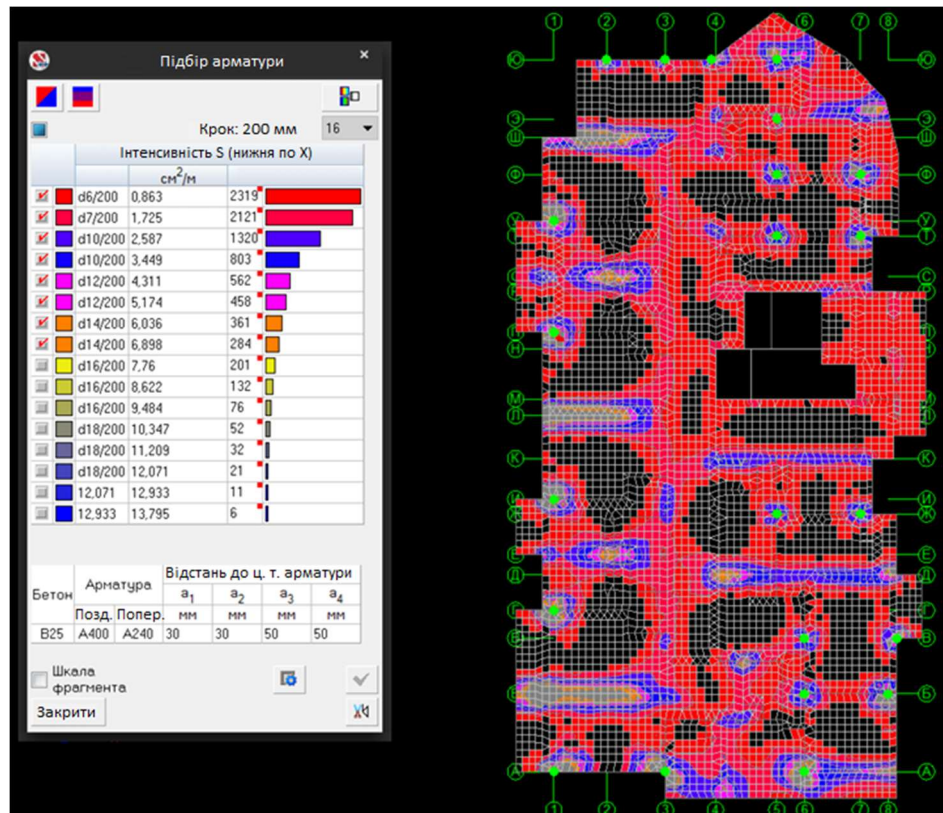 Підбір арматури
×
Крок: 200 мм
16
Інтенсивність S (нижня по X)
см²/м
d6/200 0,863 2319
d7/200 1,725 2121
d10/200 2,587 1320
d10/200 3,449 803
d12/200 4,311 562
d12/200 5,174 458
d14/200 6,036 361
d14/200 6,898 284
d16/200 7,76 201
d16/200 8,622 132
d16/200 9,484 76
d18/200 10,347 52
d18/200 11,209 32
d18/200 12,071 21
12,071 12,933 11
12,933 13,795 6
Бетон Арматура Відстань до ц. т. арматури
a₁ a₂ a₃ a₄
Позд. Попер. мм мм мм мм
B25 A400 A240 30 30 50 50
Шкала
фрагмента
Закрити
1 2 3 4 5 6 7 8
Ю Ю
Э Э
Ш Ш
Ф Ф
У У
Т
С
Н
М
Л
К К
И И
Ж Ж
Е Е
Д Д
Г
В В
Б
А А
1 2 3 4 5 6 7 8